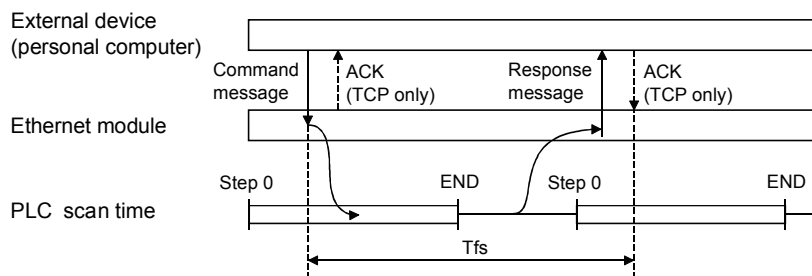 External device
(personal computer)
Command
message
ACK
(TCP only)
Response
message
ACK
(TCP only)
Ethernet module
Step 0
END
Step 0
END
PLC scan time
Tfs